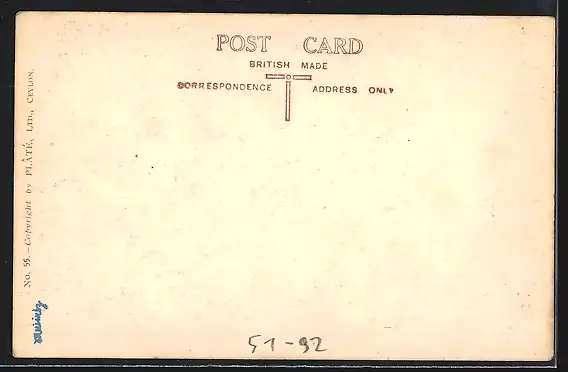 POST CARD
BRITISH MADE
CORRESPONDENCE ADDRESS ONLY
No. 55.—Copyright by PLÂTÉ, LTD., CEYLON.
51-92